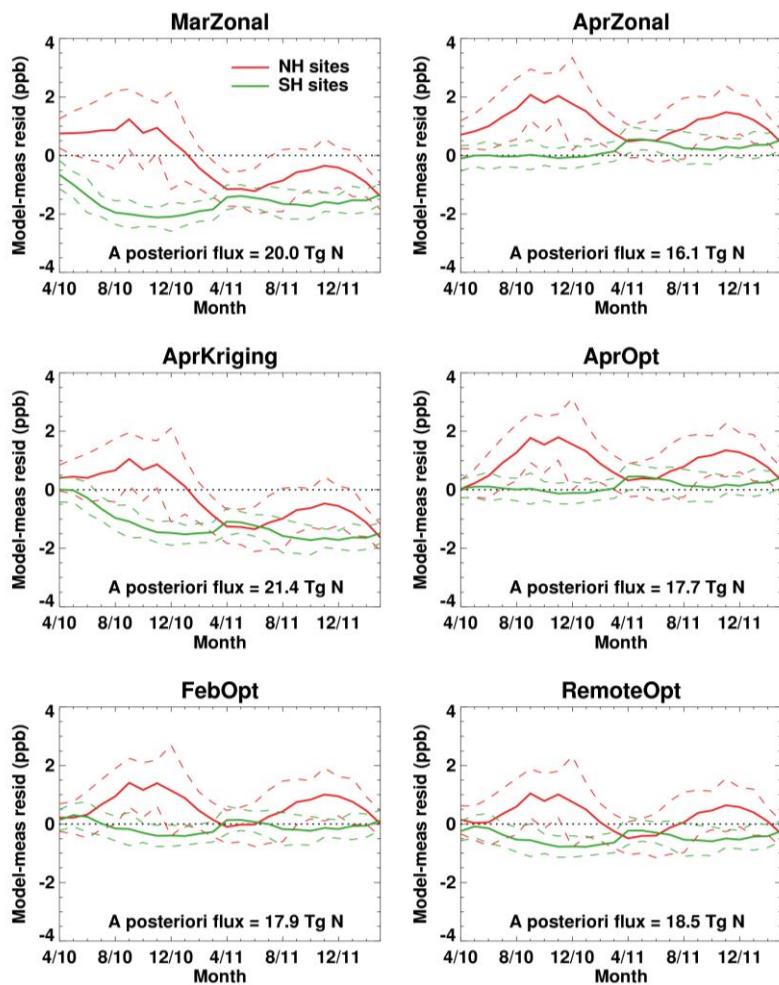 MarZonal
4
2
0
-2
-4
Model-meas resid (ppb)
NH sites
SH sites
A posteriori flux = 20.0 Tg N
4/10 8/10 12/10 4/11 8/11 12/11
Month
AprZonal
4
2
0
-2
-4
Model-meas resid (ppb)
A posteriori flux = 16.1 Tg N
4/10 8/10 12/10 4/11 8/11 12/11
Month
AprKriging
4
2
0
-2
-4
Model-meas resid (ppb)
A posteriori flux = 21.4 Tg N
4/10 8/10 12/10 4/11 8/11 12/11
Month
AprOpt
4
2
0
-2
-4
Model-meas resid (ppb)
A posteriori flux = 17.7 Tg N
4/10 8/10 12/10 4/11 8/11 12/11
Month
FebOpt
4
2
0
-2
-4
Model-meas resid (ppb)
A posteriori flux = 17.9 Tg N
4/10 8/10 12/10 4/11 8/11 12/11
Month
RemoteOpt
4
2
0
-2
-4
Model-meas resid (ppb)
A posteriori flux = 18.5 Tg N
4/10 8/10 12/10 4/11 8/11 12/11
Month